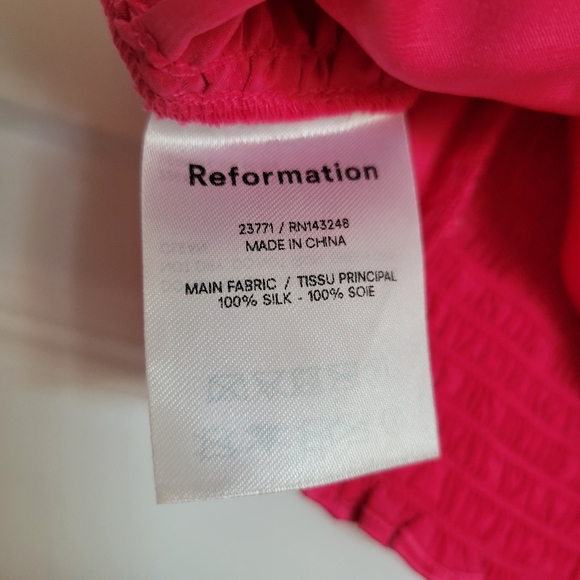 Reformation
23771 / RN143248
MADE IN CHINA
MAIN FABRIC / TISSU PRINCIPAL
100% SILK - 100% SOIE